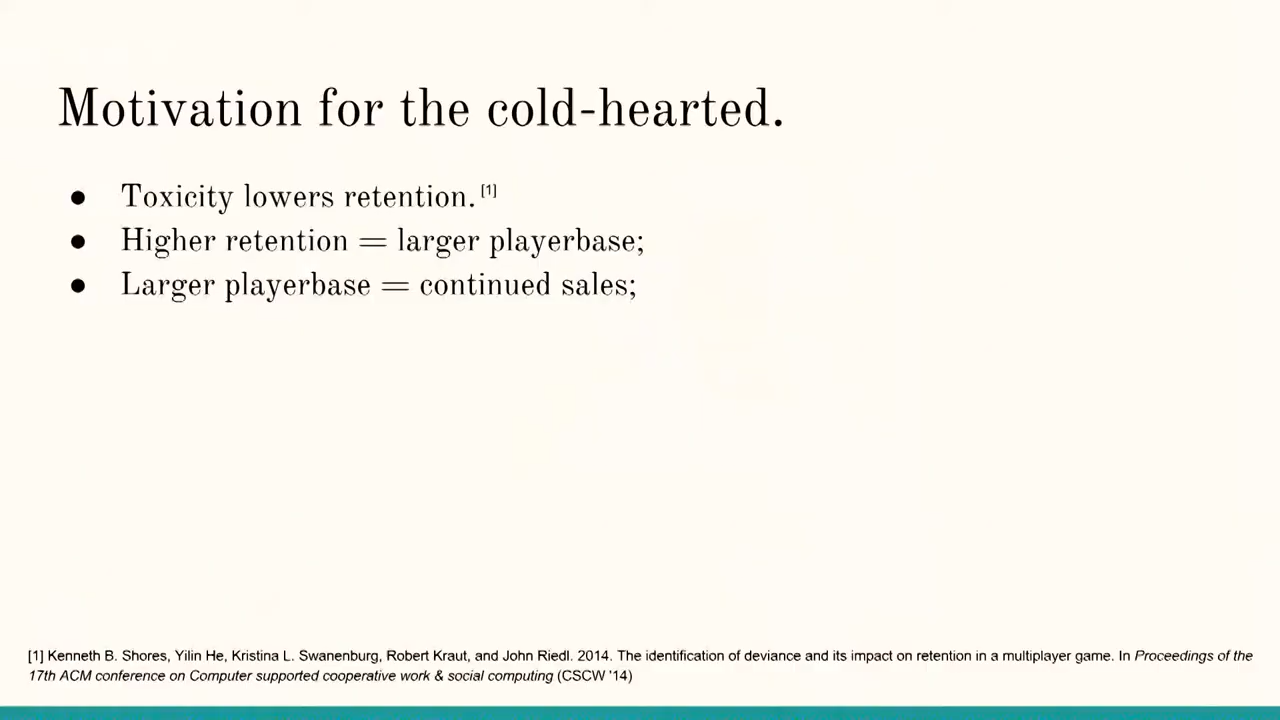 Motivation for the cold-hearted.
● Toxicity lowers retention.[1]
● Higher retention = larger playerbase;
● Larger playerbase = continued sales;
[1] Kenneth B. Shores, Yilin He, Kristina L. Swanenburg, Robert Kraut, and John Riedl. 2014. The identification of deviance and its impact on retention in a multiplayer game. In Proceedings of the
17th ACM conference on Computer supported cooperative work & social computing (CSCW '14)